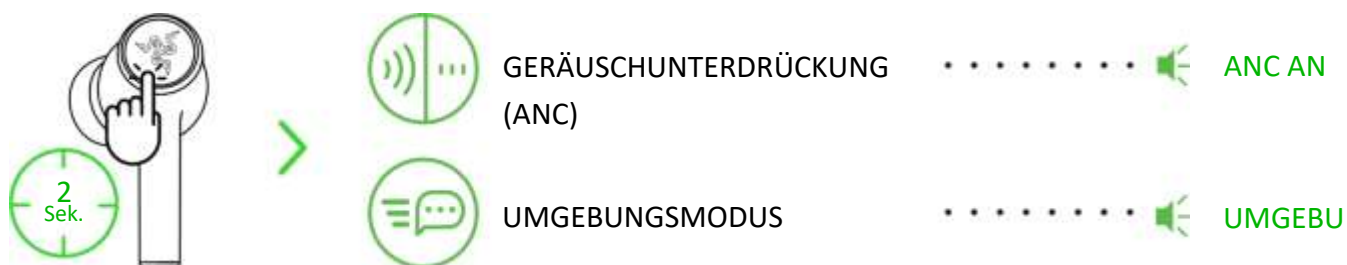 GERÄUSCHUNTERDRÜCKUNG
(ANC)
ANC AN
2
Sek.
UMGEBUNGSMODUS
UMGEBU